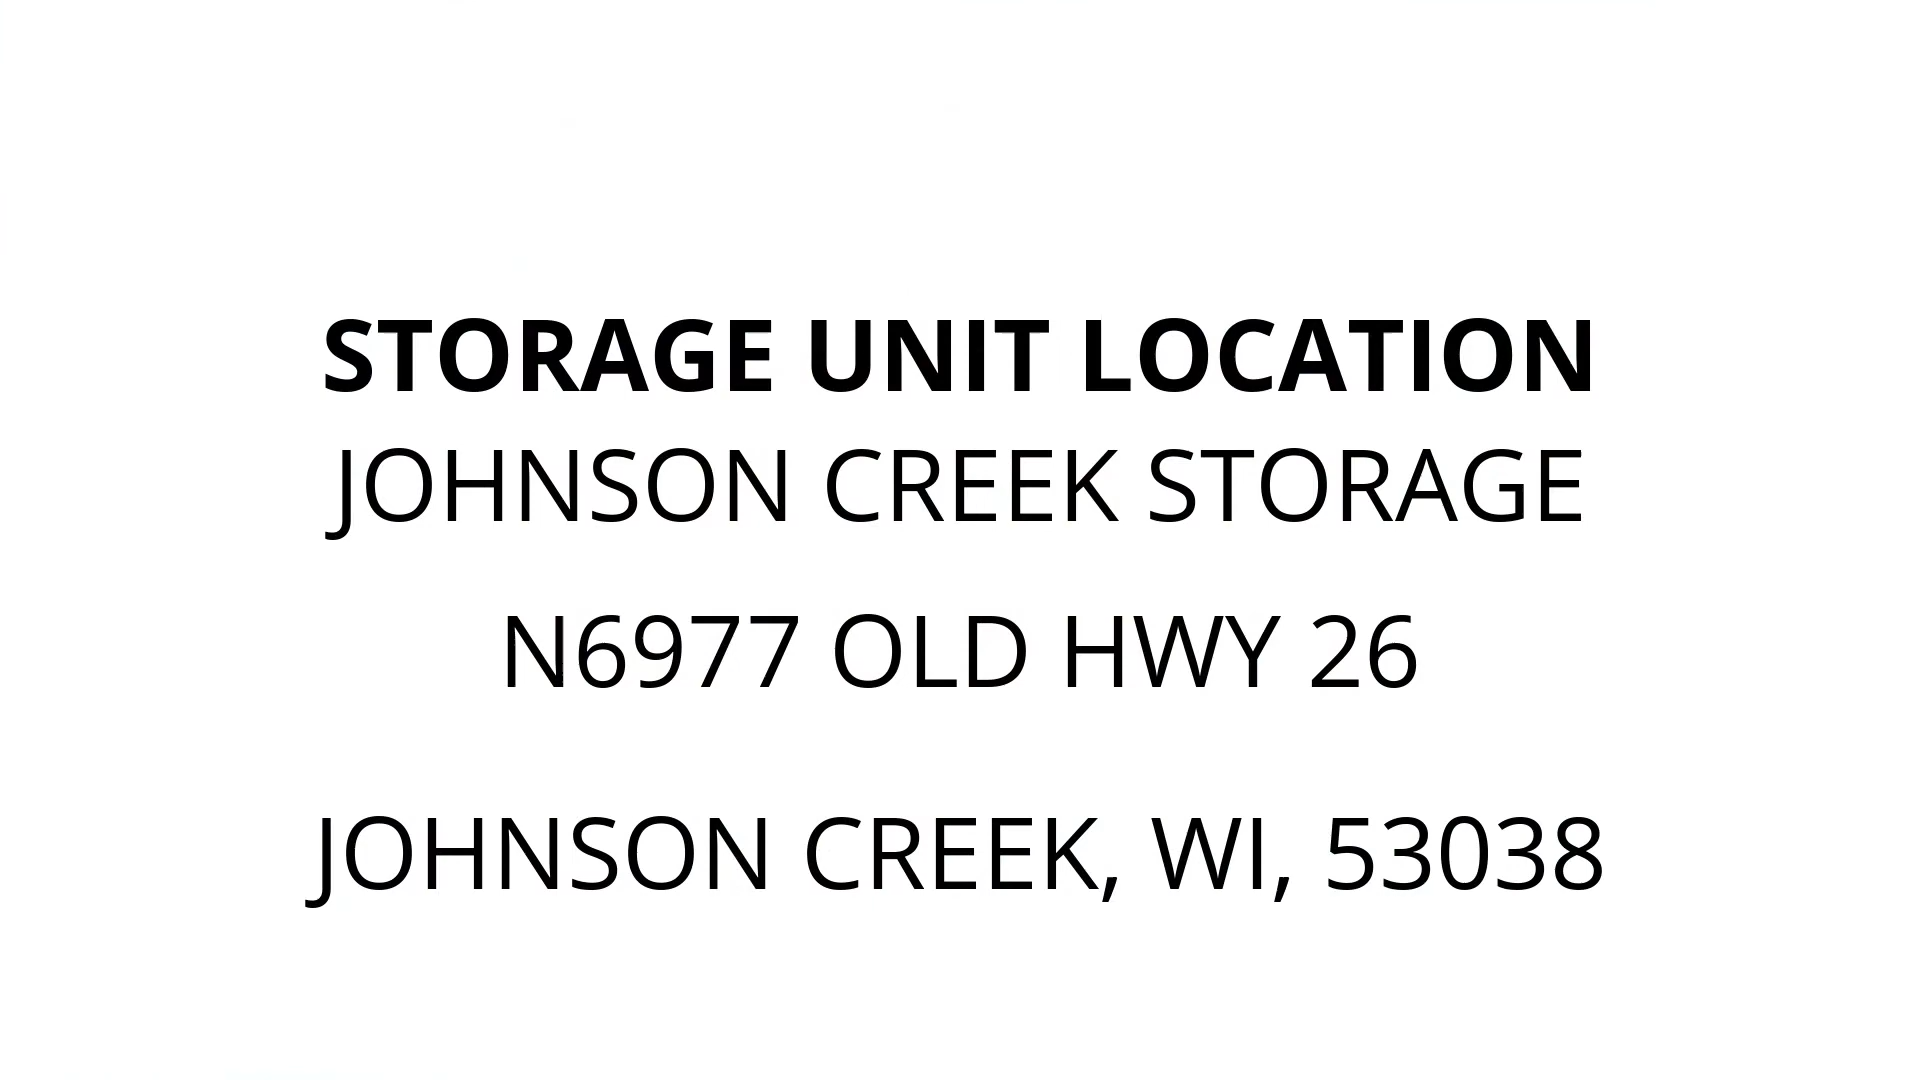 STORAGE UNIT LOCATION
JOHNSON CREEK STORAGE
N6977 OLD HWY 26
JOHNSON CREEK, WI, 53038